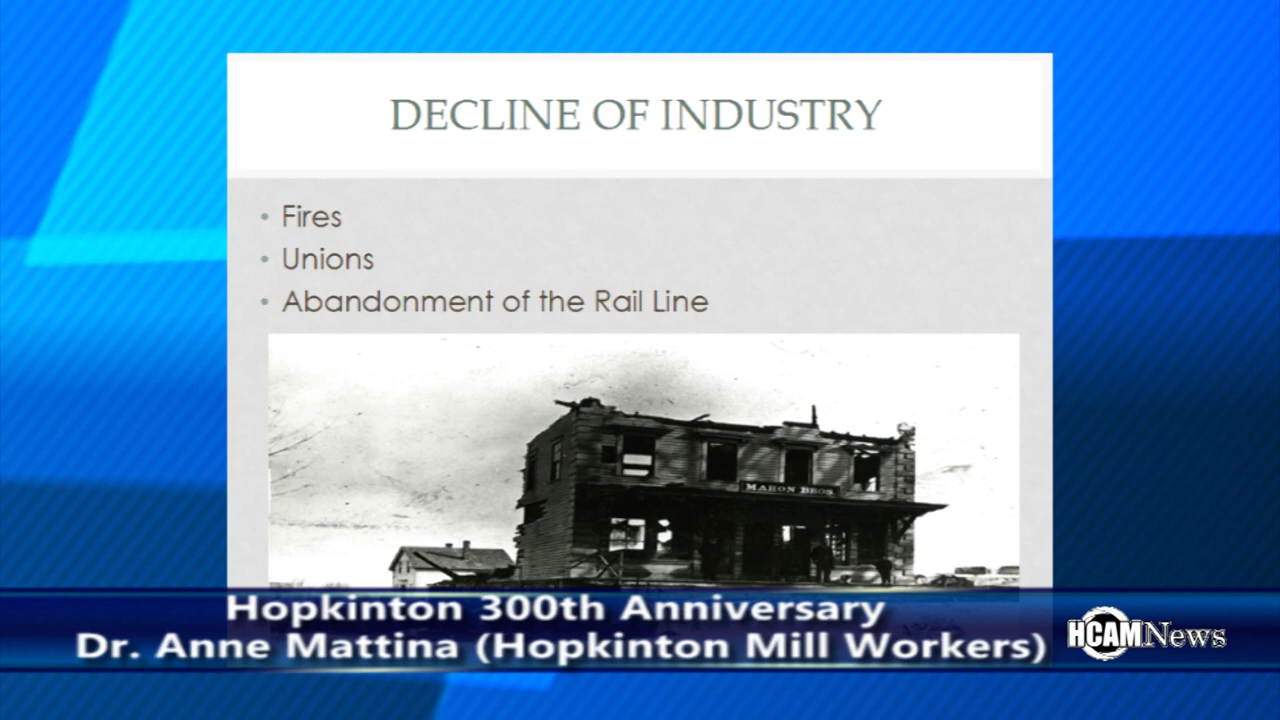 DECLINE OF INDUSTRY
• Fires
• Unions
• Abandonment of the Rail Line
MAHON BROS.
Hopkinton 300th Anniversary
Dr. Anne Mattina (Hopkinton Mill Workers)
HCAMNews